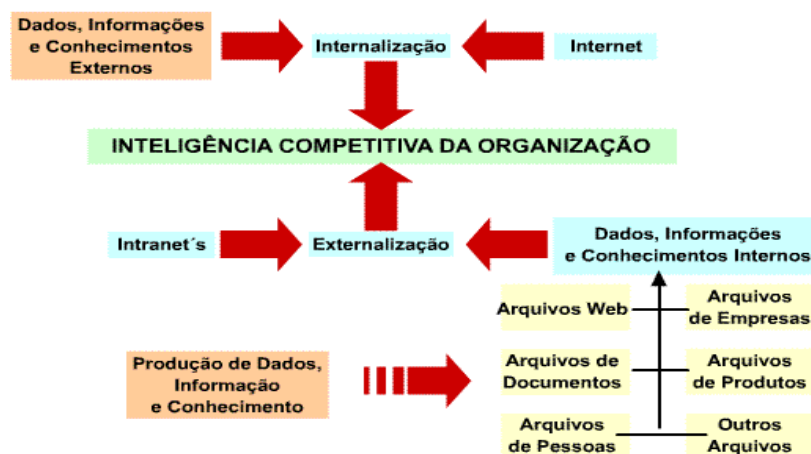 Dados, Informações
e Conhecimentos
Externos
Internalização
Internet
INTELIGÊNCIA COMPETITIVA DA ORGANIZAÇÃO
Intranet´s
Externalização
Dados, Informações
e Conhecimentos Internos
Arquivos Web
Arquivos
de Empresas
Produção de Dados,
Informação
e Conhecimento
Arquivos de
Documentos
Arquivos
de Produtos
Arquivos
de Pessoas
Outros
Arquivos